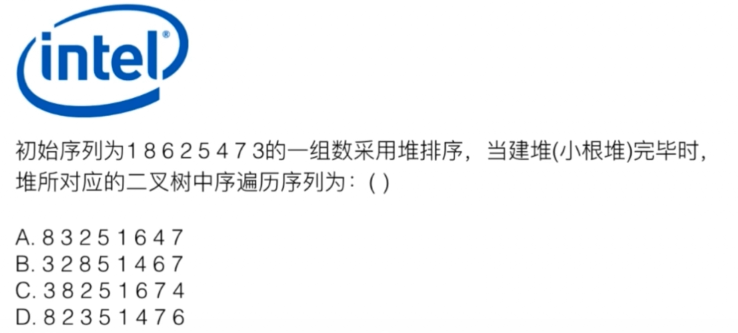 intel®
初始序列为1 8 6 2 5 4 7 3的一组数采用堆排序，当建堆(小根堆)完毕时，
堆所对应的二叉树中序遍历序列为：( )
A. 8 3 2 5 1 6 4 7
B. 3 2 8 5 1 4 6 7
C. 3 8 2 5 1 6 7 4
D. 8 2 3 5 1 4 7 6